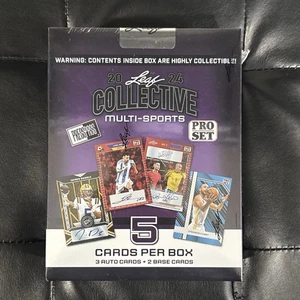 WARNING: CONTENTS INSIDE BOX ARE HIGHLY COLLECTIBLE!
20 Leaf 24
COLLECTIVE
MULTI-SPORTS
PRO
SET
5
CARDS PER BOX
3 AUTO CARDS + 2 BASE CARDS